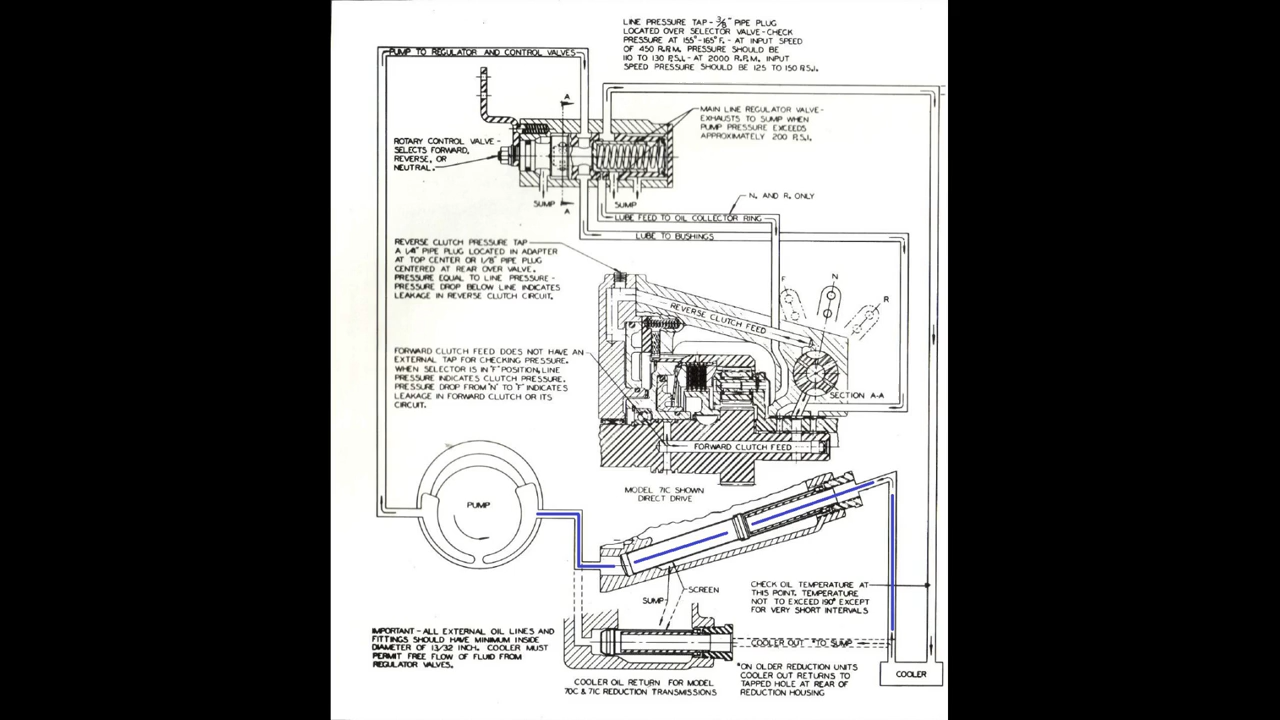 LINE PRESSURE TAP - 3/8" PIPE PLUG
LOCATED OVER SELECTOR VALVE - CHECK
PRESSURE AT 155°-165°F. - AT INPUT SPEED
OF 450 R.P.M. PRESSURE SHOULD BE
110 TO 130 P.S.I. - AT 2000 R.P.M. INPUT
SPEED PRESSURE SHOULD BE 125 TO 150 P.S.I.
PUMP TO REGULATOR AND CONTROL VALVES
A
MAIN LINE REGULATOR VALVE -
EXHAUSTS TO SUMP WHEN
PUMP PRESSURE EXCEEDS
APPROXIMATELY 200 P.S.I.
ROTARY CONTROL VALVE -
SELECTS FORWARD,
REVERSE, OR
NEUTRAL.
SUMP
A
SUMP
N. AND R. ONLY
LUBE FEED TO OIL COLLECTOR RING
LUBE TO BUSHINGS
REVERSE CLUTCH PRESSURE TAP
A 1/4" PIPE PLUG LOCATED IN ADAPTER
AT TOP CENTER OR 1/8" PIPE PLUG
CENTERED AT REAR OVER VALVE.
PRESSURE EQUAL TO LINE PRESSURE -
PRESSURE DROP BELOW LINE INDICATES
LEAKAGE IN REVERSE CLUTCH CIRCUIT.
F
N
R
REVERSE CLUTCH FEED
FORWARD CLUTCH FEED DOES NOT HAVE AN
EXTERNAL TAP FOR CHECKING PRESSURE.
WHEN SELECTOR IS IN "F" POSITION, LINE
PRESSURE INDICATES CLUTCH PRESSURE.
PRESSURE DROP FROM "N" TO "F" INDICATES
LEAKAGE IN FORWARD CLUTCH OR ITS
CIRCUIT.
SECTION A-A
FORWARD CLUTCH FEED
MODEL 71C SHOWN
DIRECT DRIVE
PUMP
SCREEN
SUMP
CHECK OIL TEMPERATURE AT
THIS POINT. TEMPERATURE
NOT TO EXCEED 190° EXCEPT
FOR VERY SHORT INTERVALS
COOLER OUT *TO SUMP
IMPORTANT - ALL EXTERNAL OIL LINES AND
FITTINGS SHOULD HAVE MINIMUM INSIDE
DIAMETER OF 13/32 INCH. COOLER MUST
PERMIT FREE FLOW OF FLUID FROM
REGULATOR VALVES.
COOLER OIL RETURN FOR MODEL
70C & 71C REDUCTION TRANSMISSIONS
*ON OLDER REDUCTION UNITS
COOLER OUT RETURNS TO
TAPPED HOLE AT REAR OF
REDUCTION HOUSING
COOLER